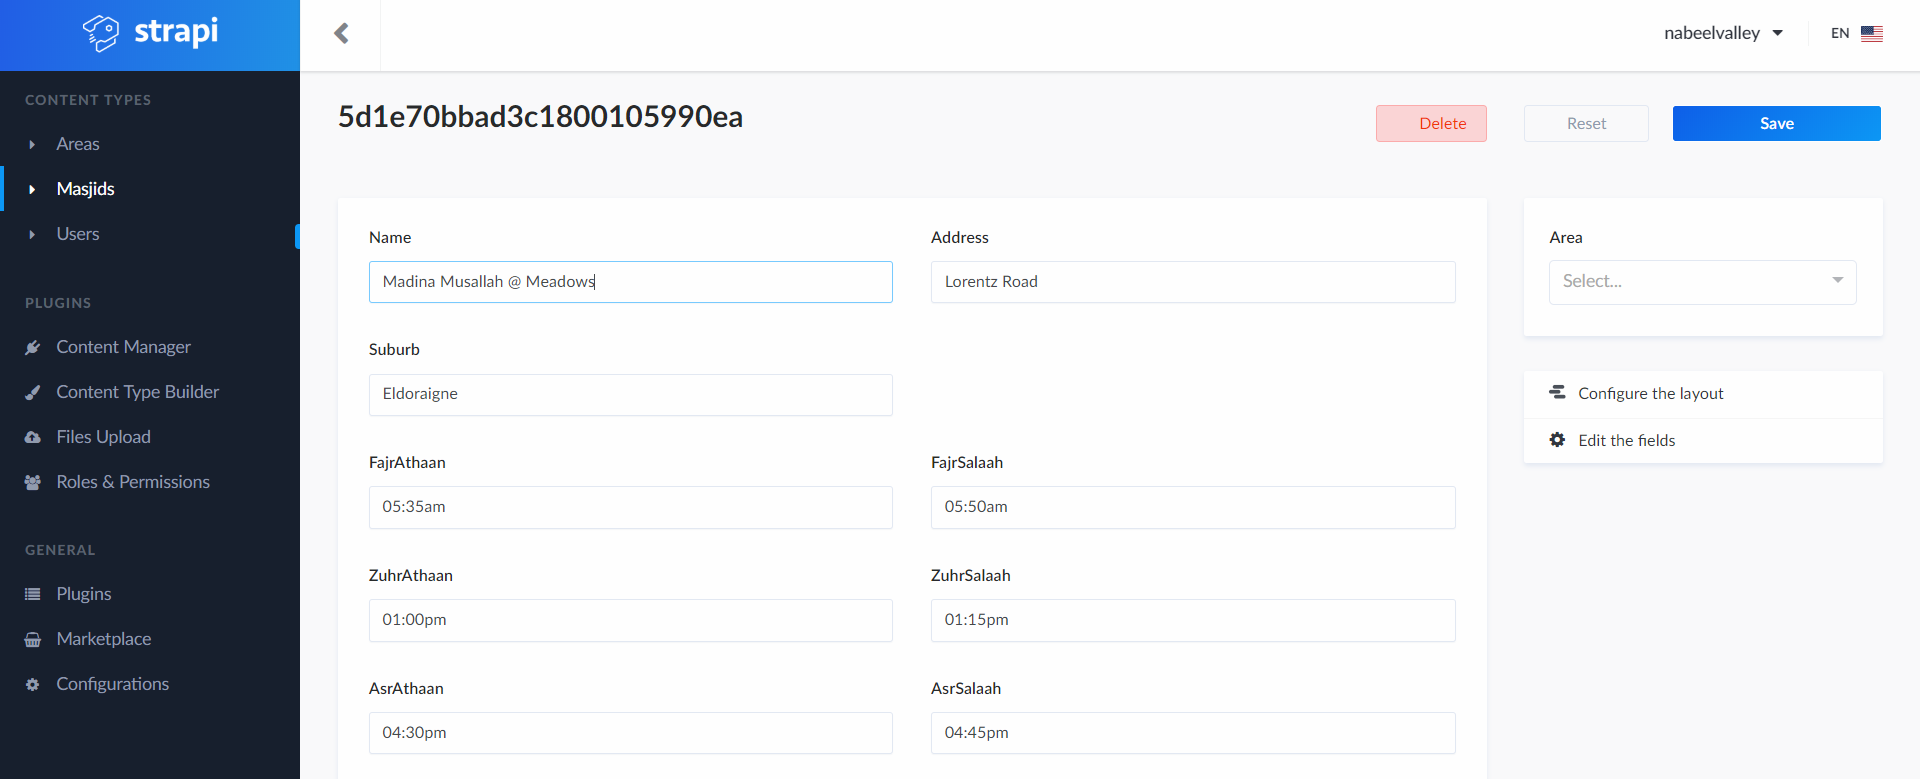 strapi
nabeelvalley
EN
CONTENT TYPES
Areas
Masjids
Users
PLUGINS
Content Manager
Content Type Builder
Files Upload
Roles & Permissions
GENERAL
Plugins
Marketplace
Configurations
5d1e70bbad3c1800105990ea
Delete
Reset
Save
Name
Madina Musallah @ Meadows
Address
Lorentz Road
Suburb
Eldoraigne
FajrAthaan
05:35am
FajrSalaah
05:50am
ZuhrAthaan
01:00pm
ZuhrSalaah
01:15pm
AsrAthaan
04:30pm
AsrSalaah
04:45pm
Area
Select...
Configure the layout
Edit the fields